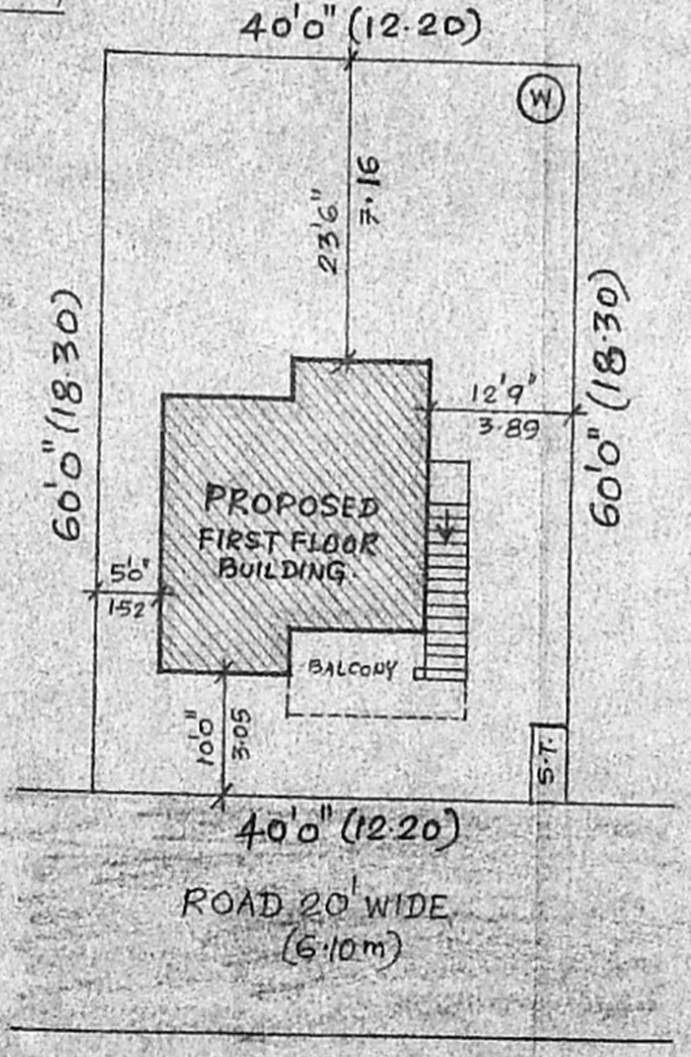 40'0" (12.20)
W
23'6"
7.16
60'0" (18.30)
60'0" (18.30)
12'9"
3.89
PROPOSED
FIRST FLOOR
BUILDING.
5'0"
1.52
BALCONY
10'0"
3.05
S.T.
40'0" (12.20)
ROAD 20' WIDE
(6.10m)